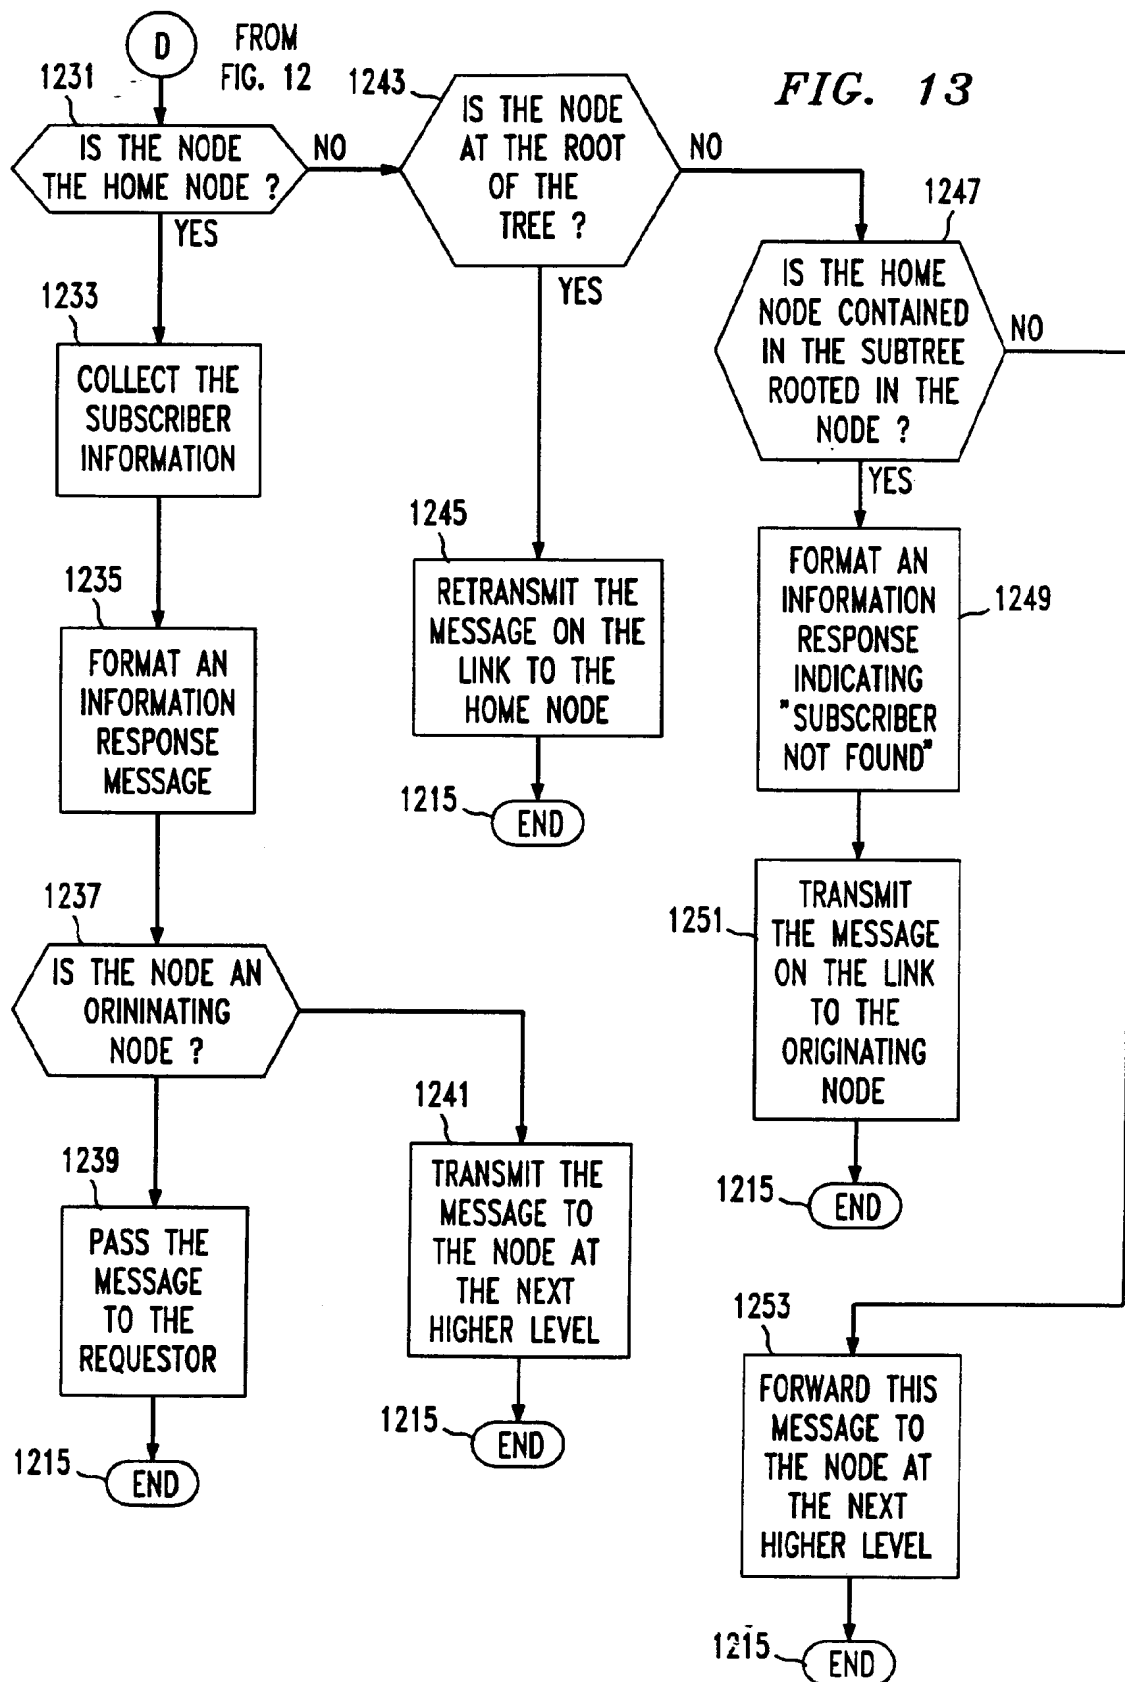 D
FROM
FIG. 12
FIG. 13
1231
IS THE NODE
THE HOME NODE ?
NO
YES
1243
IS THE NODE
AT THE ROOT
OF THE
TREE ?
NO
YES
1247
IS THE HOME
NODE CONTAINED
IN THE SUBTREE
ROOTED IN THE
NODE ?
NO
YES
1233
COLLECT THE
SUBSCRIBER
INFORMATION
1235
FORMAT AN
INFORMATION
RESPONSE
MESSAGE
1237
IS THE NODE AN
ORININATING
NODE ?
1239
PASS THE
MESSAGE
TO THE
REQUESTOR
1215
END
1241
TRANSMIT THE
MESSAGE TO
THE NODE AT
THE NEXT
HIGHER LEVEL
1215
END
1245
RETRANSMIT THE
MESSAGE ON THE
LINK TO THE
HOME NODE
1215
END
1249
FORMAT AN
INFORMATION
RESPONSE
INDICATING
"SUBSCRIBER
NOT FOUND"
1251
TRANSMIT
THE MESSAGE
ON THE LINK
TO THE
ORIGINATING
NODE
1215
END
1253
FORWARD THIS
MESSAGE TO
THE NODE AT
THE NEXT
HIGHER LEVEL
1215
END